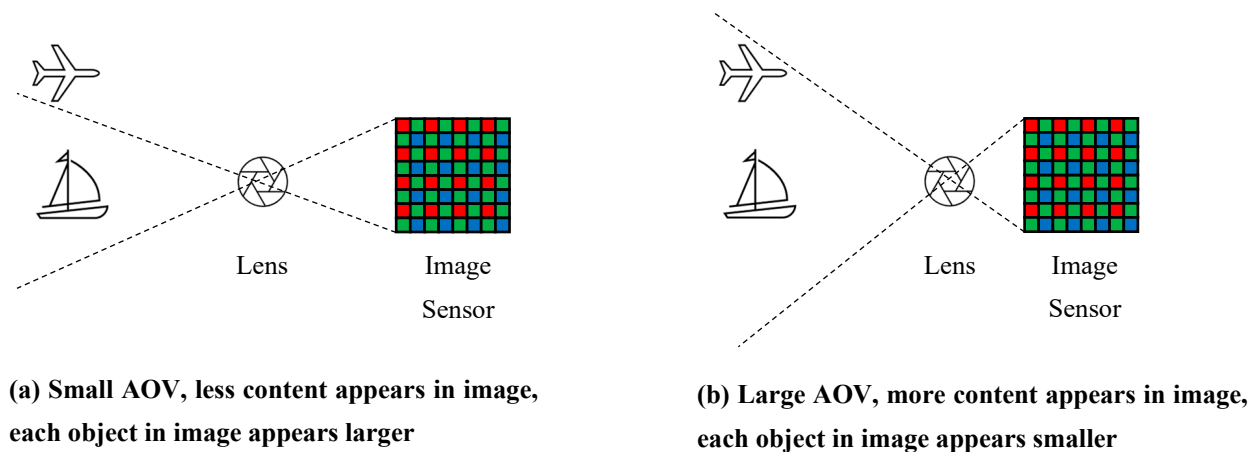 Lens
Image
Sensor
(a) Small AOV, less content appears in image,
each object in image appears larger
Lens
Image
Sensor
(b) Large AOV, more content appears in image,
each object in image appears smaller